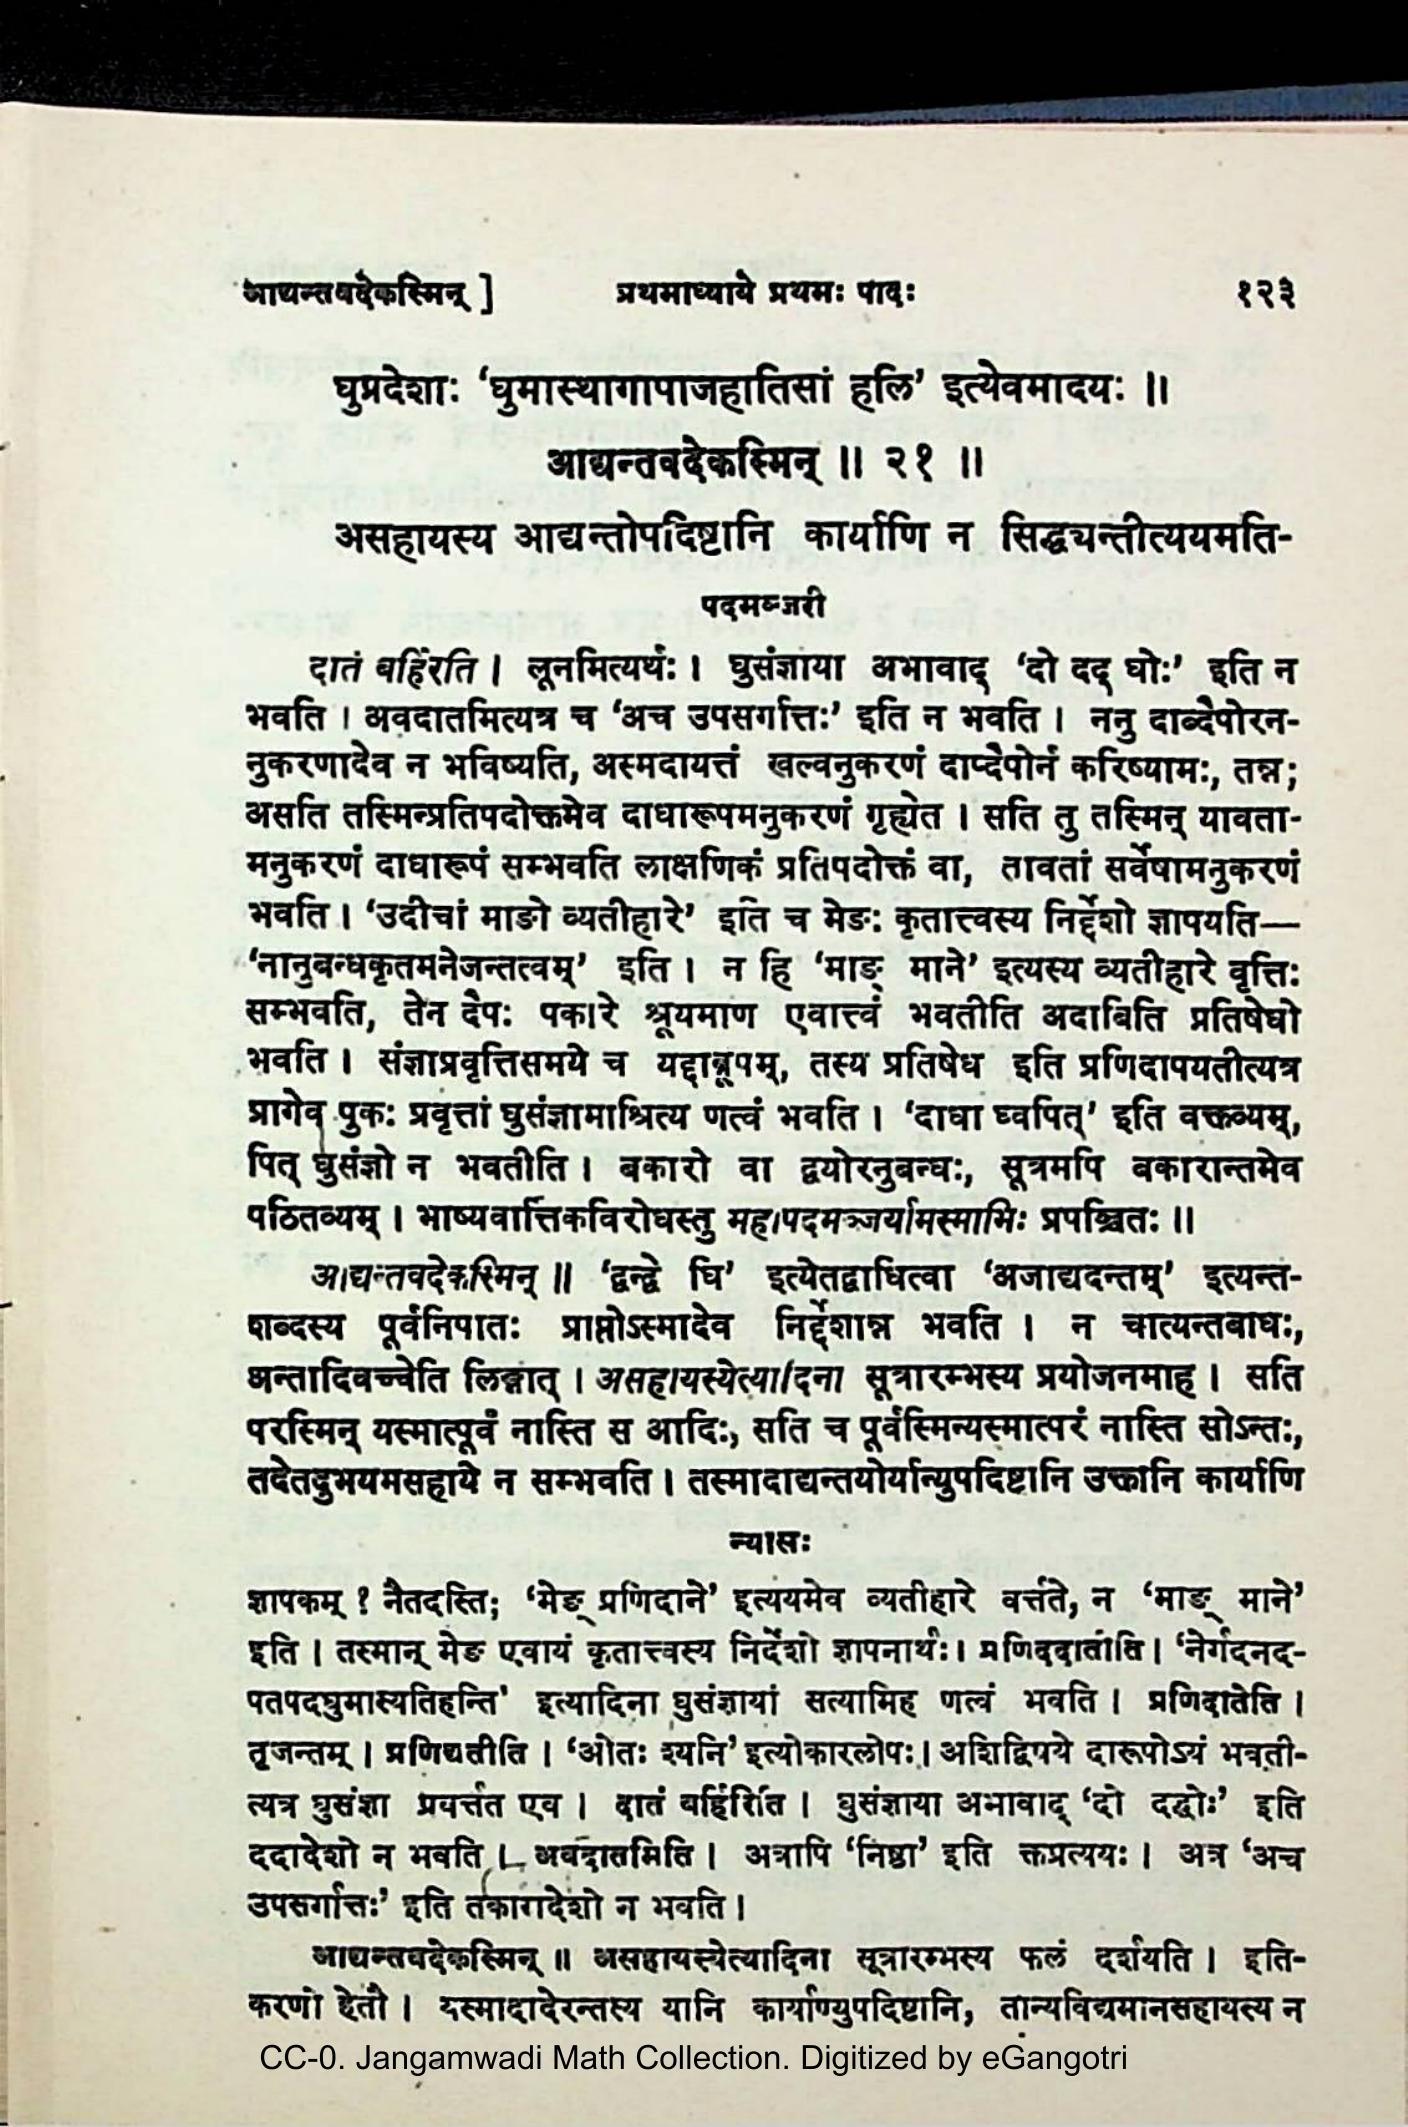 आद्यन्तवदेकस्मिन् ] प्रथमाध्याये प्रथमः पादः १२३
घुप्रदेशाः ‘घुमास्थागापाजहातिसां हलि’ इत्येवमादयः ॥
आद्यन्तवदेकस्मिन् ॥ २१ ॥
असहायस्य आद्यन्तोपदिष्टानि कार्याणि न सिद्ध्यन्तीत्ययमति-
पदमञ्जरी
दातं बर्हिरति । लूनमित्यर्थः । घुसंज्ञाया अभावाद् ‘दो दद् घोः’ इति न
भवति । अवदातमित्यत्र च ‘अच उपसर्गात्तः’ इति न भवति । ननु दाब्दैपोरन-
नुकरणादेव न भविष्यति, अस्मदायत्तं खल्वनुकरणं दाप्दैपोर्न करिष्यामः, तन्न;
असति तस्मिन्प्रतिपदोक्तमेव दाधारूपमनुकरणं गृह्येत । सति तु तस्मिन् यावता-
मनुकरणं दाधारूपं सम्भवति लाक्षणिकं प्रतिपदोक्तं वा, तावतां सर्वेषामनुकरणं
भवति । ‘उदीचां माङो व्यतीहारे’ इति च मेङः कृतात्त्वस्य निर्द्देशो ज्ञापयति—
‘नानुबन्धकृतमनेजन्तत्वम्’ इति । न हि ‘माङ् माने’ इत्यस्य व्यतीहारे वृत्तिः
सम्भवति, तेन दैपः पकारे श्रूयमाण एवात्त्वं भवतीति अदाबिति प्रतिषेधो
भवति । संज्ञाप्रवृत्तिसमये च यद्दाब्रूपम्, तस्य प्रतिषेध इति प्रणिदापयतीत्यत्र
प्रागेव पुकः प्रवृत्तां घुसंज्ञामाश्रित्य णत्वं भवति । ‘दाधा घ्वपित्’ इति वक्तव्यम्,
पित् घुसंज्ञो न भवतीति । बकारो वा द्वयोरनुबन्धः, सूत्रमपि बकारान्तमेव
पठितव्यम् । भाष्यवार्त्तिकविरोधस्तु महापदमञ्जर्यामस्माभिः प्रपञ्चितः ॥
आद्यन्तवदेकस्मिन् ॥ ‘द्वन्द्वे घि’ इत्येतद्बाधित्वा ‘अजाद्यदन्तम्’ इत्यन्त-
शब्दस्य पूर्वनिपातः प्राप्तोऽस्मादेव निर्द्देशान्न भवति । न चात्यन्तबाधः,
अन्तादिवच्चेति लिङ्गात् । असहायस्येत्यादिना सूत्रारम्भस्य प्रयोजनमाह । सति
परस्मिन् यस्मात्पूर्वं नास्ति स आदिः, सति च पूर्वस्मिन्यस्मात्परं नास्ति सोऽन्तः,
तदेतदुभयमसहाये न सम्भवति । तस्मादाद्यन्तयोर्यान्युपदिष्टानि उक्तानि कार्याणि
न्यासः
ज्ञापकम् ? नैतदस्ति; ‘मेङ् प्रणिदाने’ इत्ययमेव व्यतीहारे वर्त्तते, न ‘माङ् माने’
इति । तस्मान् मेङ एवायं कृतात्त्वस्य निर्देशो ज्ञापनार्थः । प्रणिददातीति । ‘नेर्गदनद-
पतपदघुमास्यतिहन्ति’ इत्यादिना घुसंज्ञायां सत्यामिह णत्वं भवति । प्रणिदातेति ।
तृजन्तम् । प्रणिद्यतीति । ‘ओतः श्यनि’ इत्योकारलोपः । अशिद्विषये दारूपोऽयं भवती-
त्यत्र घुसंज्ञा प्रवर्त्तत एव । दातं बर्हिरिति । घुसंज्ञाया अभावाद् ‘दो दद्घोः’ इति
ददादेशो न भवति । अवदातमिति । अत्रापि ‘निष्ठा’ इति क्तप्रत्ययः । अत्र ‘अच
उपसर्गात्तः’ इति तकारादेशो न भवति ।
आद्यन्तवदेकस्मिन् ॥ असहायस्येत्यादिना सूत्रारम्भस्य फलं दर्शयति । इति-
करणो हेतौ । यस्मादादेरन्तस्य यानि कार्याण्युपदिष्टानि, तान्यविद्यमानसहायस्य न
CC-0. Jangamwadi Math Collection. Digitized by eGangotri